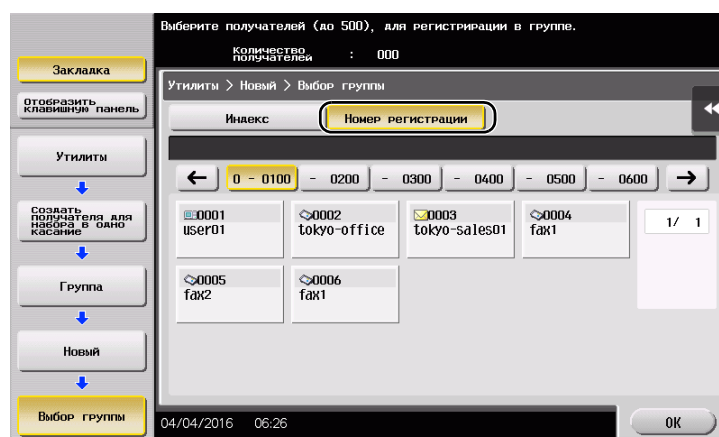 Выберите получателей (до 500), для регистрирации в группе.
Количество
получателей : 000
Закладка
Отобразить
клавишную панель
Утилиты
Создать
получателя для
набора в одно
касание
Группа
Новый
Выбор группы
Утилиты > Новый > Выбор группы
Индекс Номер регистрации
← 0 - 0100 - 0200 - 0300 - 0400 - 0500 - 0600 →
0001 0002 0003 0004
user01 tokyo-office tokyo-sales01 fax1
1/ 1
0005 0006
fax2 fax1
04/04/2016 06:26
OK